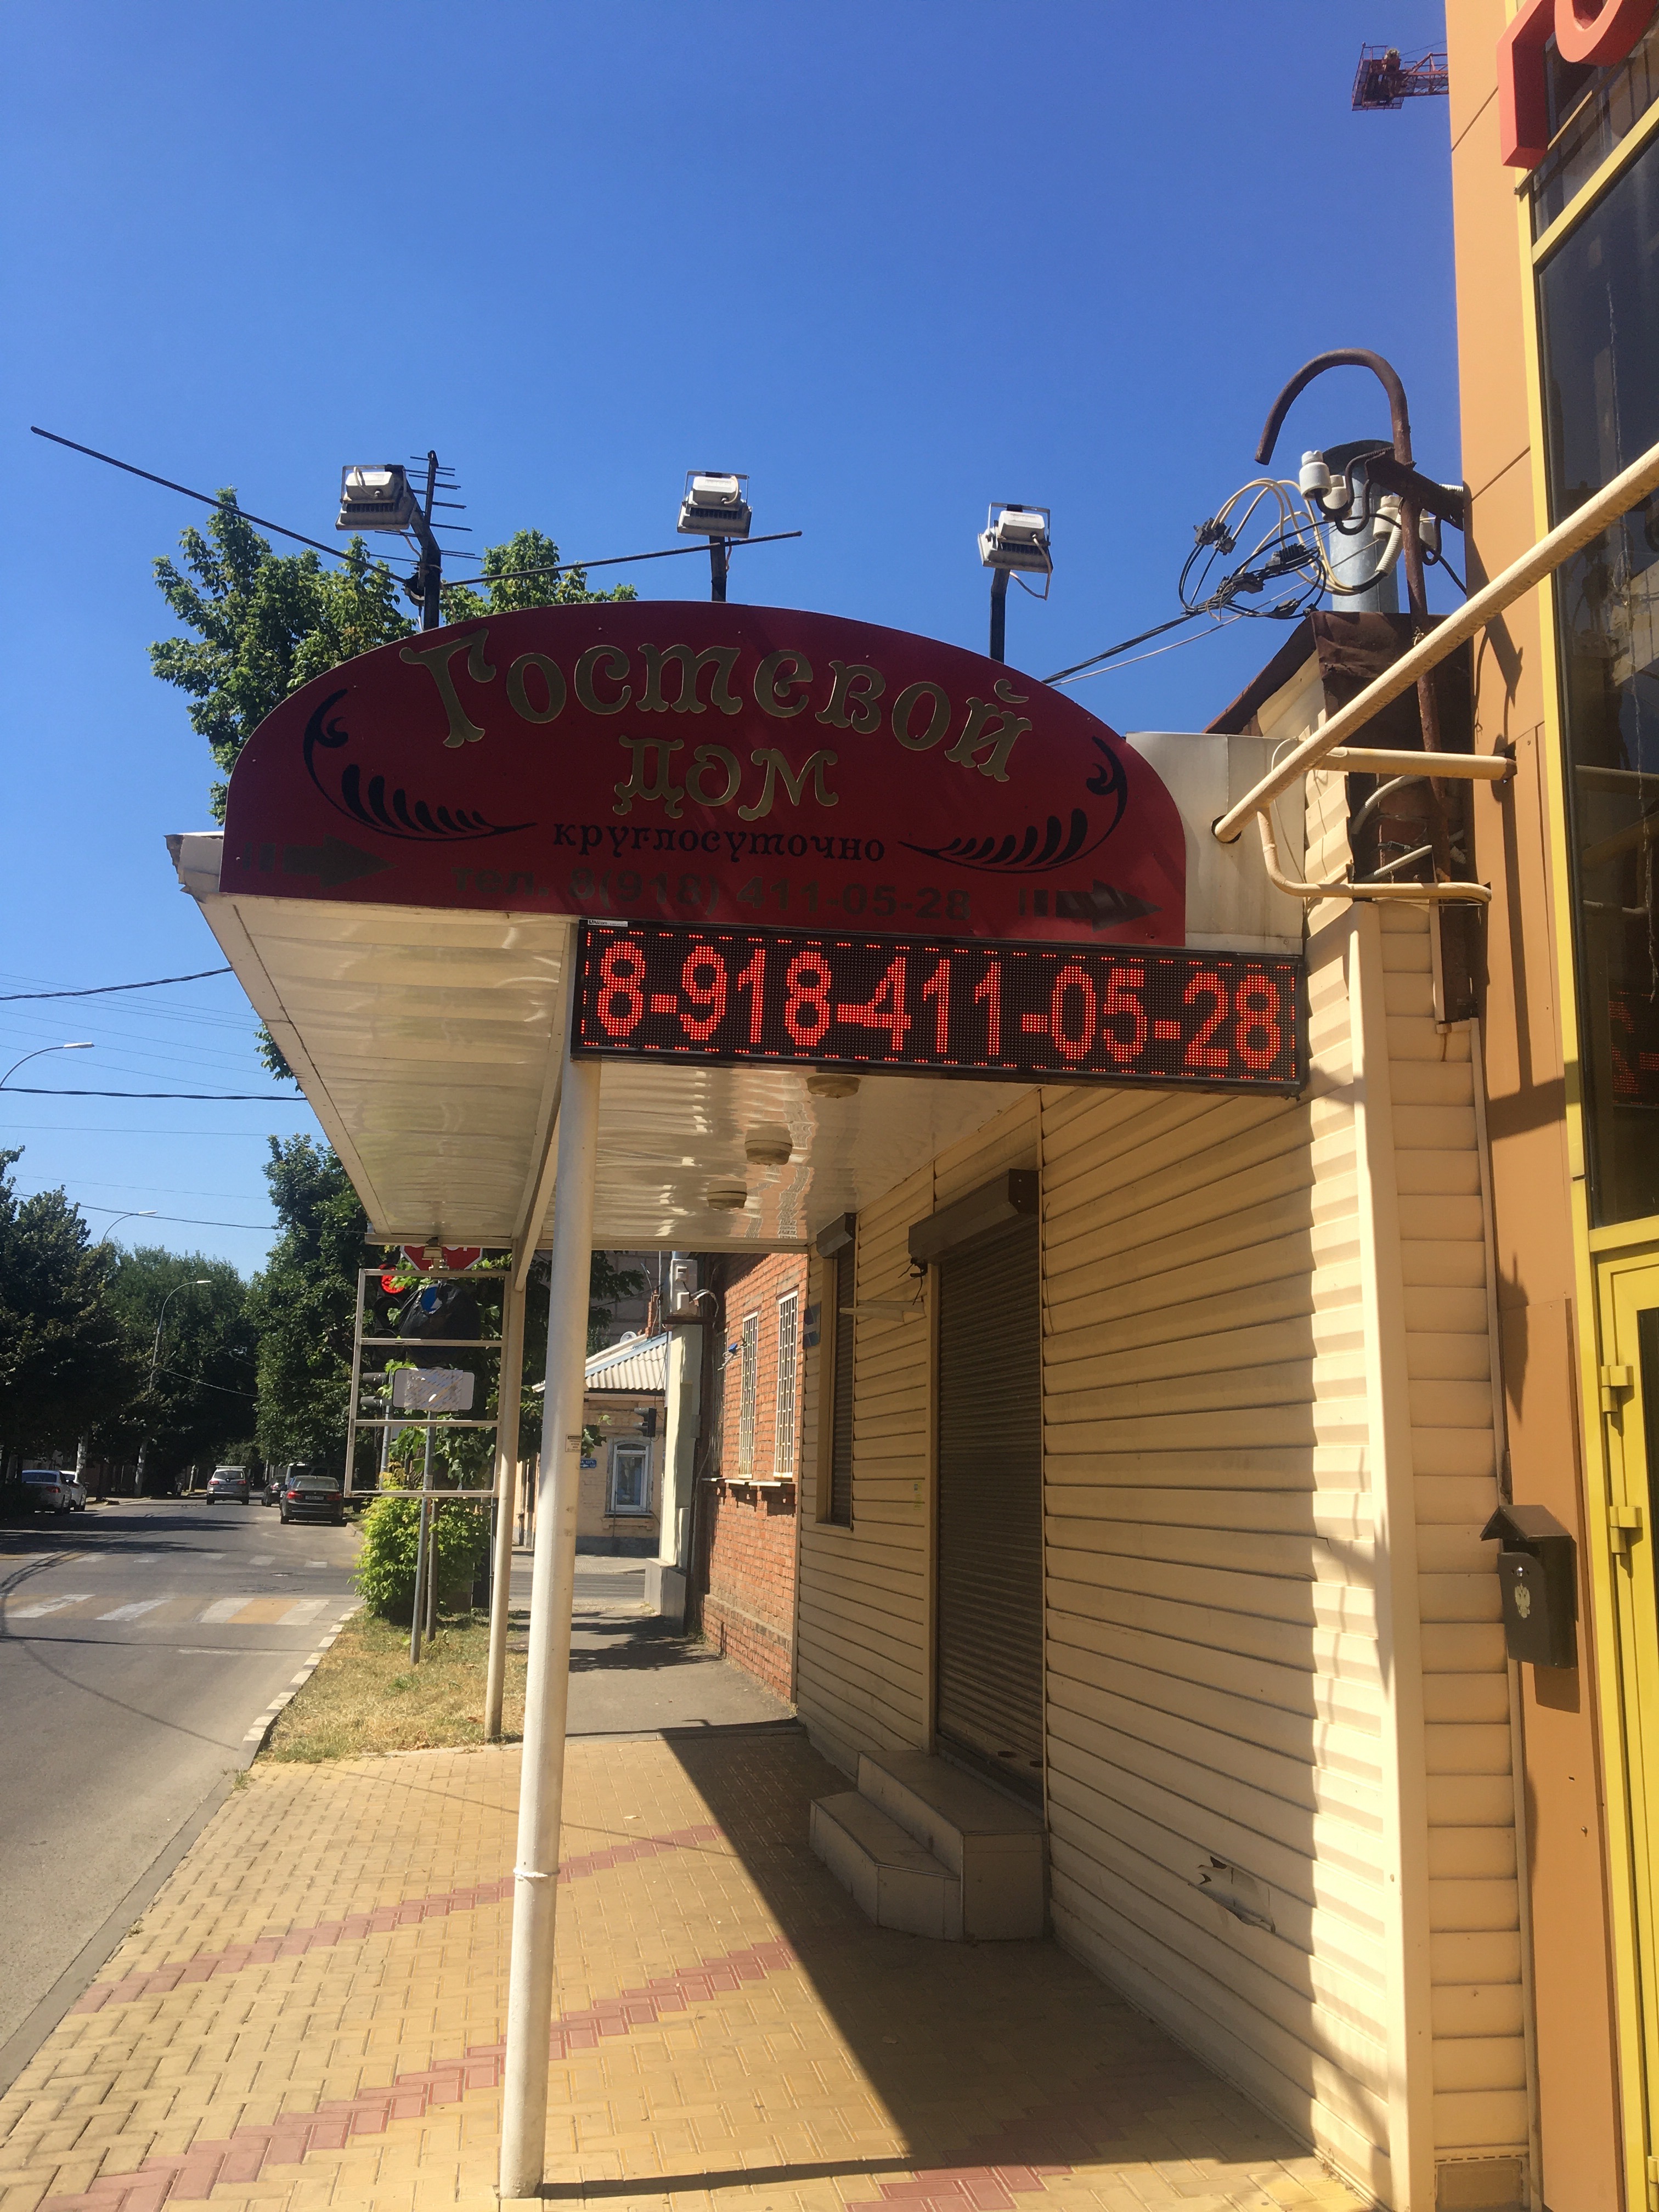 Гостевой
дом
круглосуточно
тел. 8(918) 411-05-28
8-918-411-05-28